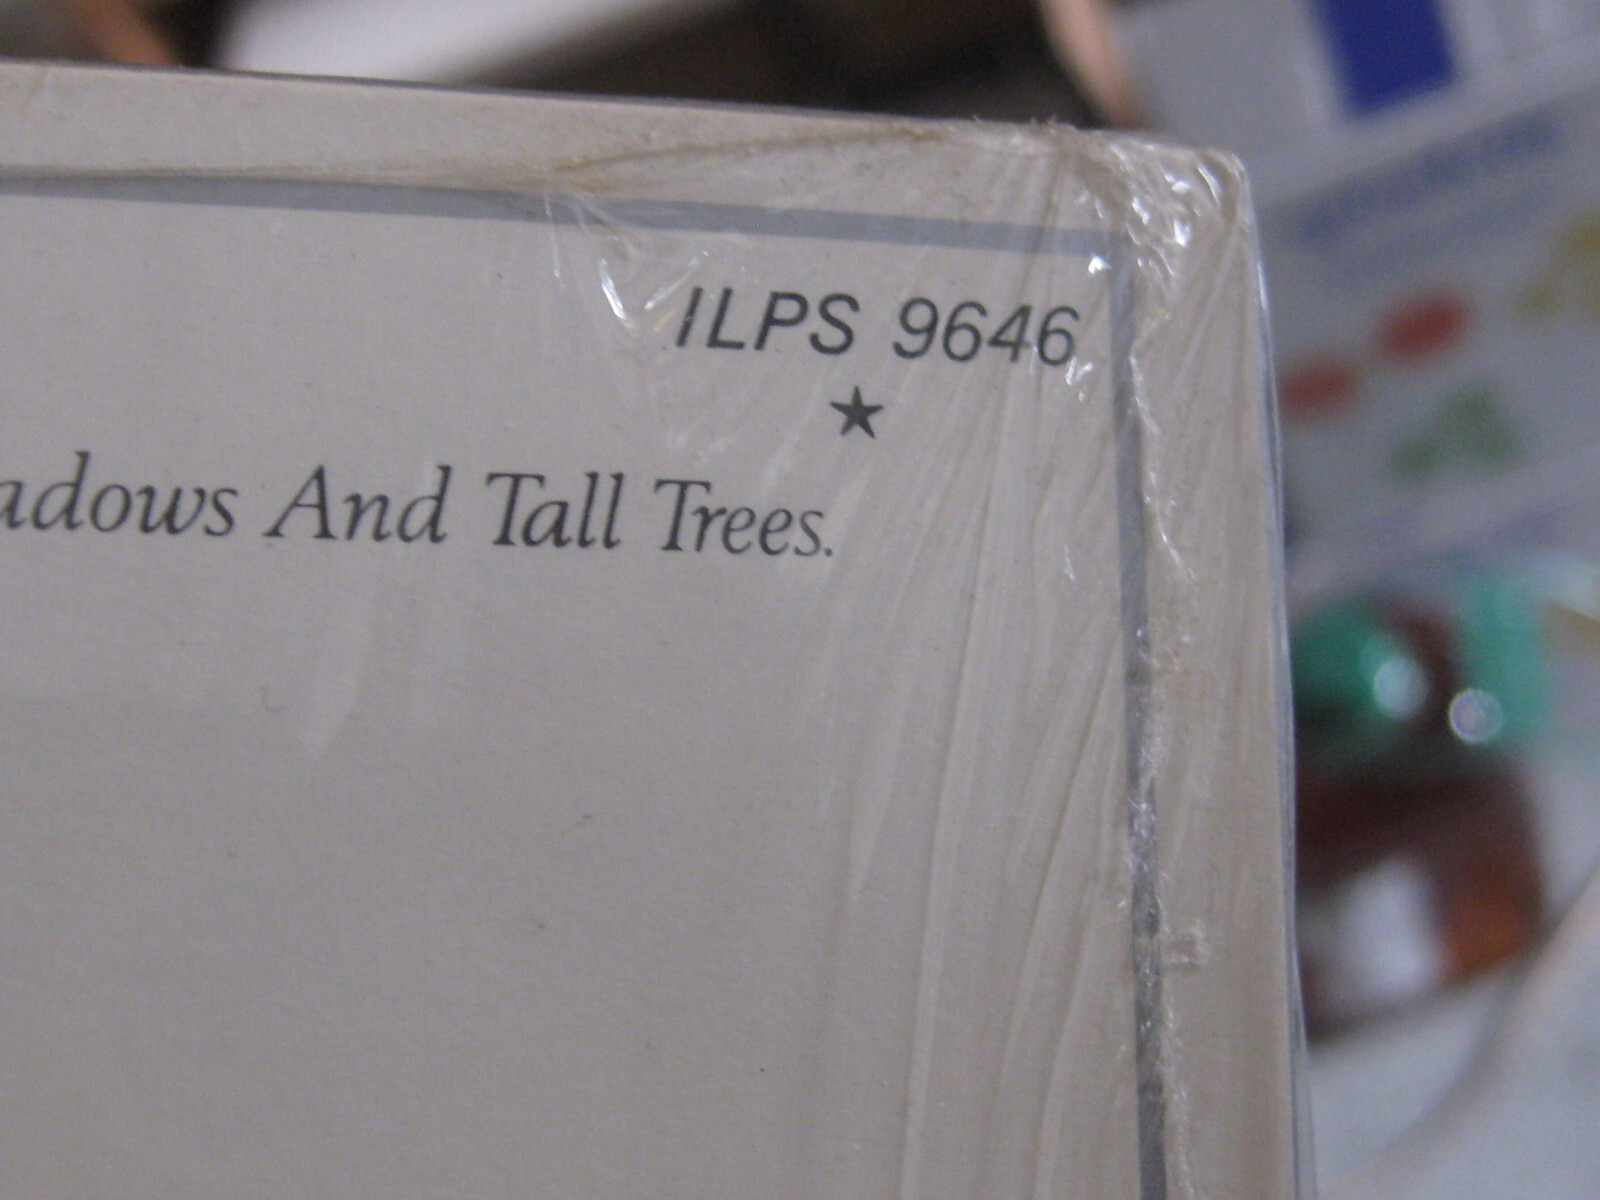 ILPS 9646
★
adows And Tall Trees.